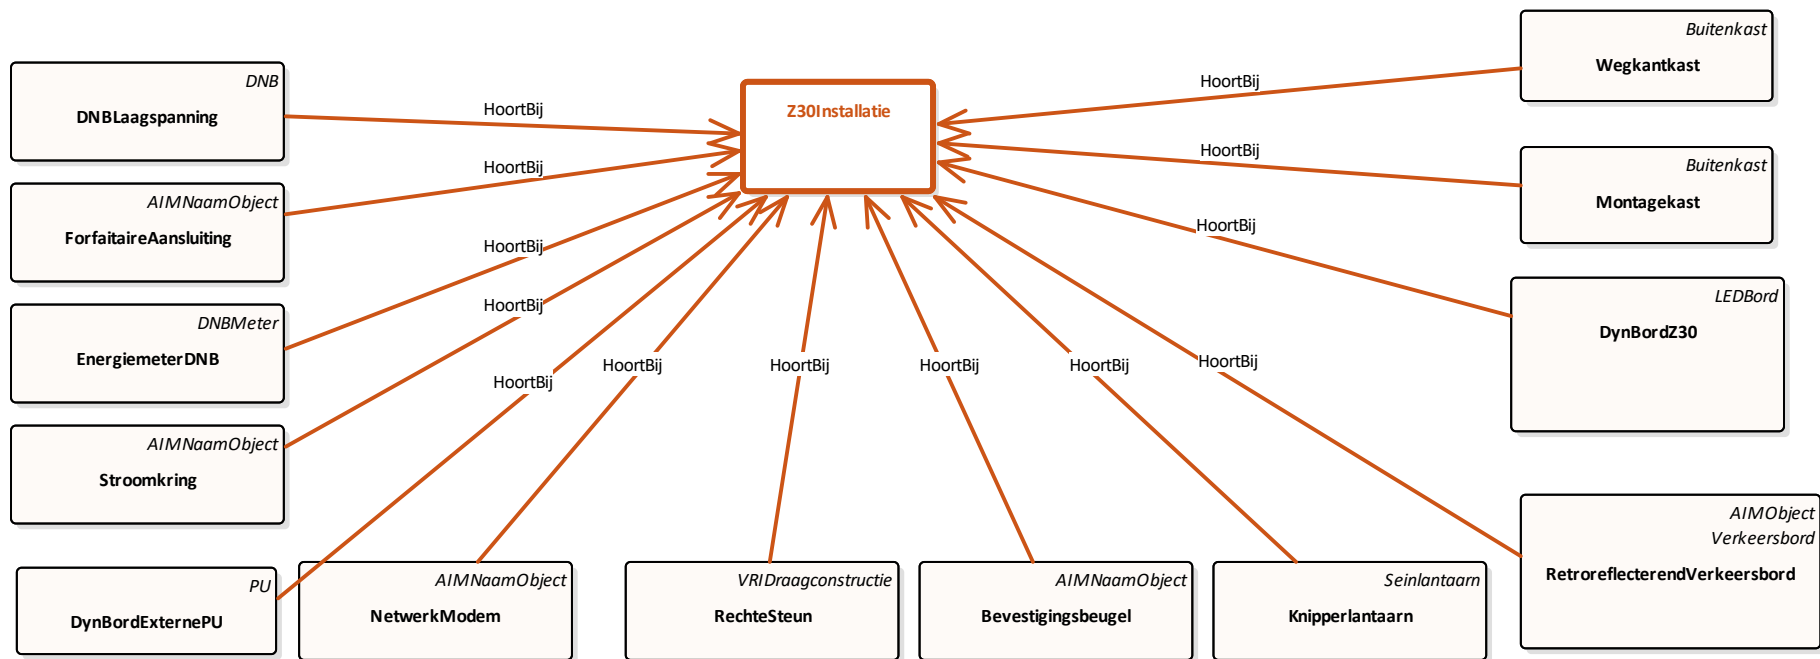 Buitenkast
Wegkantkast
DNB
DNBLaagspanning
HoortBij
Z30Installatie
HoortBij
Buitenkast
Montagekast
HoortBij
HoortBij
AIMNaamObject
ForfaitaireAansluiting
HoortBij
HoortBij
LEDBord
DynBordZ30
DNBMeter
EnergiemeterDNB
HoortBij
HoortBij
HoortBij
HoortBij
HoortBij
HoortBij
HoortBij
HoortBij
AIMNaamObject
Stroomkring
AIMObject
Verkeersbord
RetroreflecterendVerkeersbord
PU
DynBordExternePU
AIMNaamObject
NetwerkModem
VRIDraagconstructie
RechteSteun
AIMNaamObject
Bevestigingsbeugel
Seinlantaarn
Knipperlantaarn